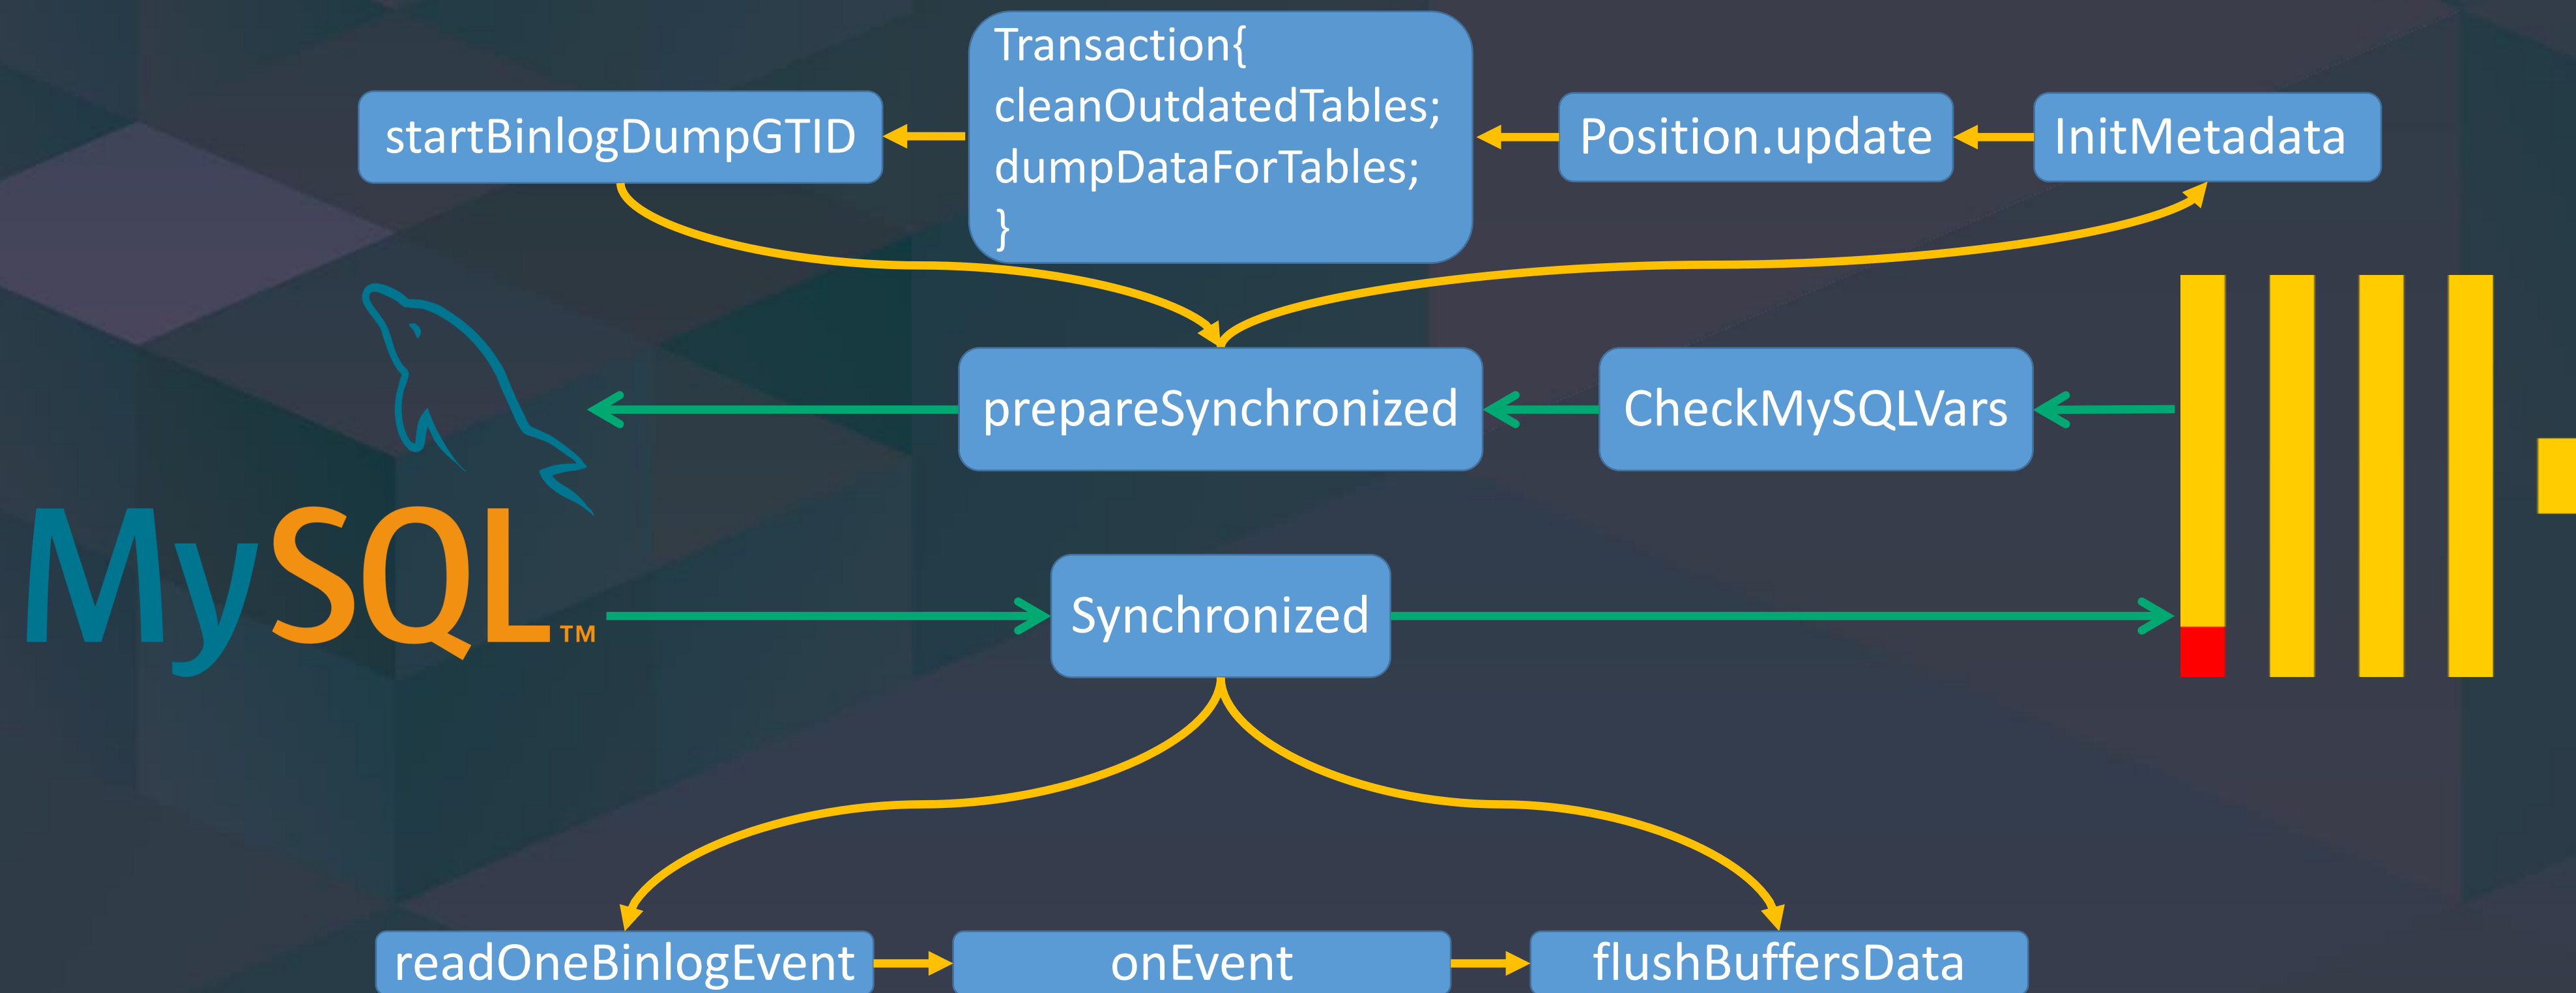 Transaction{
cleanOutdatedTables;
dumpDataForTables;
}
startBinlogDumpGTID
Position.update
InitMetadata
prepareSynchronized
CheckMySQLVars
MySQL™
Synchronized
readOneBinlogEvent
onEvent
flushBuffersData